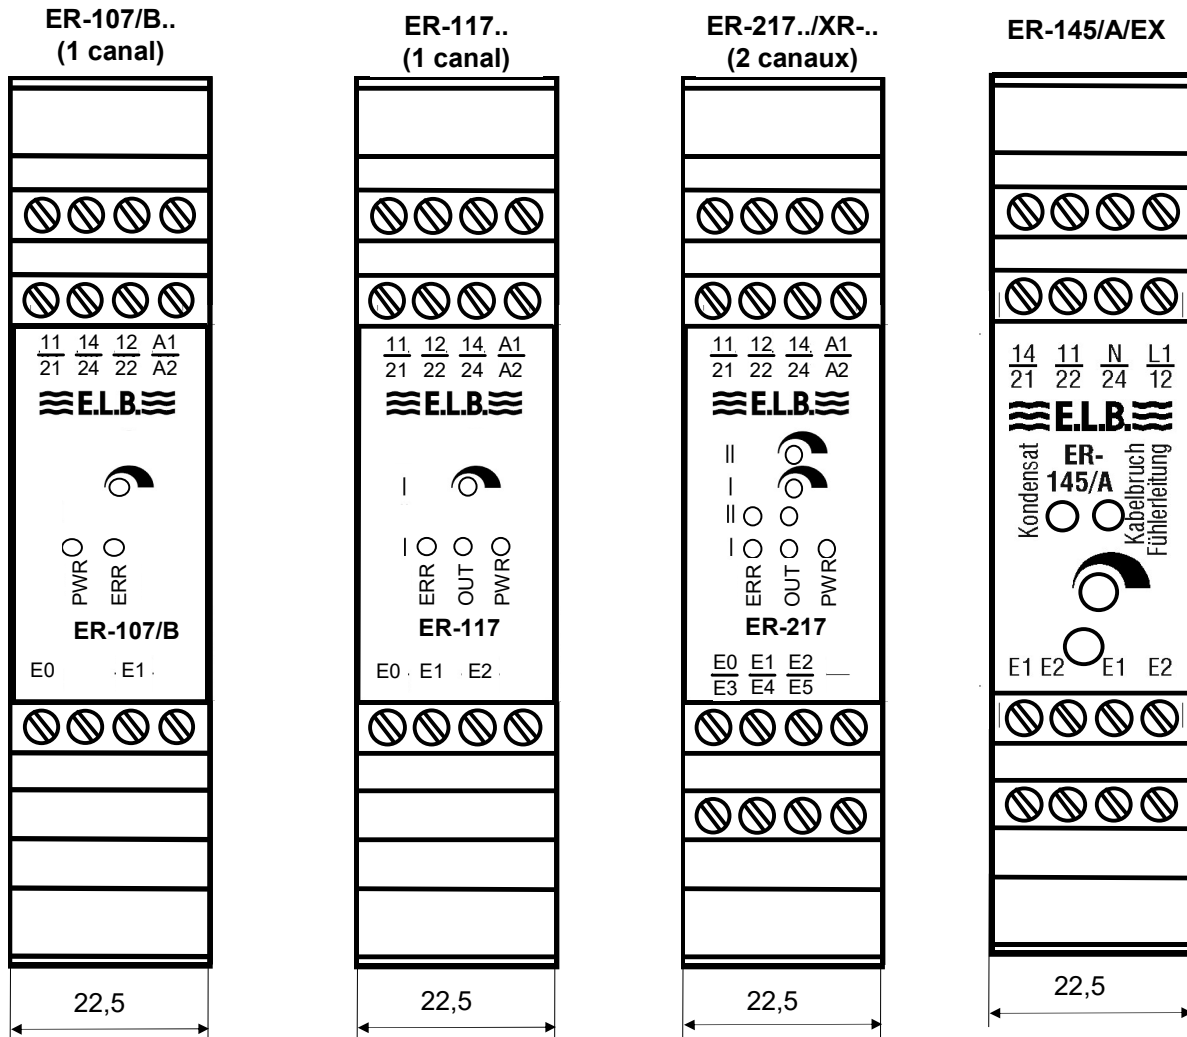 ER-107/B..
(1 canal)
11 14 12 A1
21 24 22 A2
E.L.B.
PWR
ERR
ER-107/B
E0 E1
22,5
ER-117..
(1 canal)
11 12 14 A1
21 22 24 A2
E.L.B.
I
I
ERR
OUT
PWR
ER-117
E0 E1 E2
22,5
ER-217../XR-..
(2 canaux)
11 12 14 A1
21 22 24 A2
E.L.B.
II
I
II
I
ERR
OUT
PWR
ER-217
E0 E1 E2
E3 E4 E5
22,5
ER-145/A/EX
14 11 N L1
21 22 24 12
E.L.B.
Kondensat
ER-
145/A
Kabelbruch
Fühlerleitung
E1 E2 E1 E2
22,5